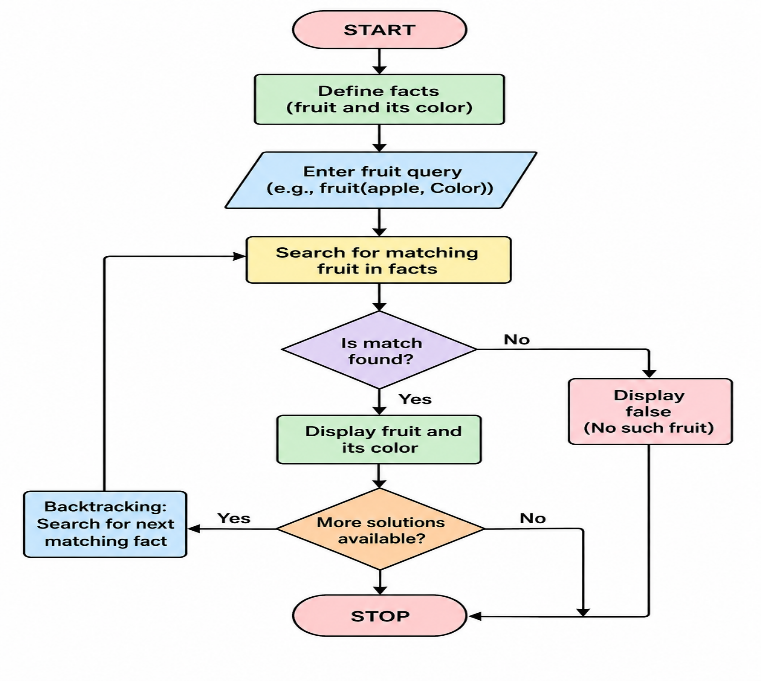 START
Define facts
(fruit and its color)
Enter fruit query
(e.g., fruit(apple, Color))
Search for matching
fruit in facts
Is match
found?
No
Yes
Display
false
(No such fruit)
Display fruit and
its color
Backtracking:
Search for next
matching fact
Yes
More solutions
available?
No
STOP